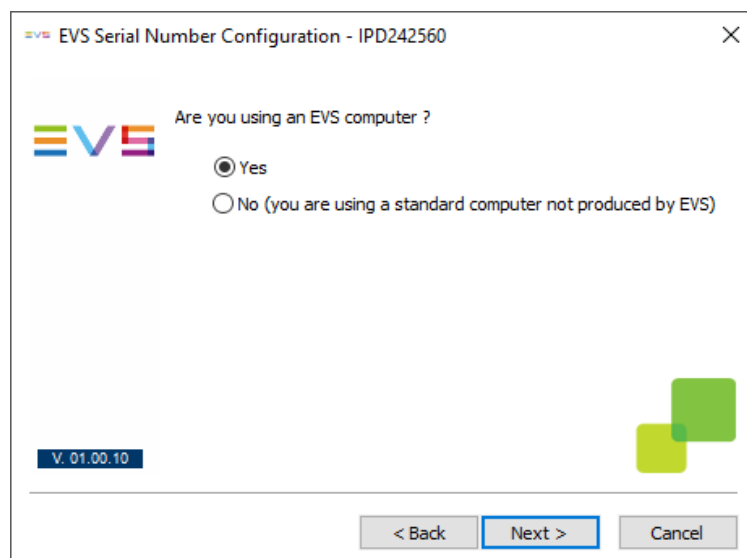 EVS EVS Serial Number Configuration - IPD242560
EVS
Are you using an EVS computer ?
Yes
No (you are using a standard computer not produced by EVS)
V. 01.00.10
< Back
Next >
Cancel